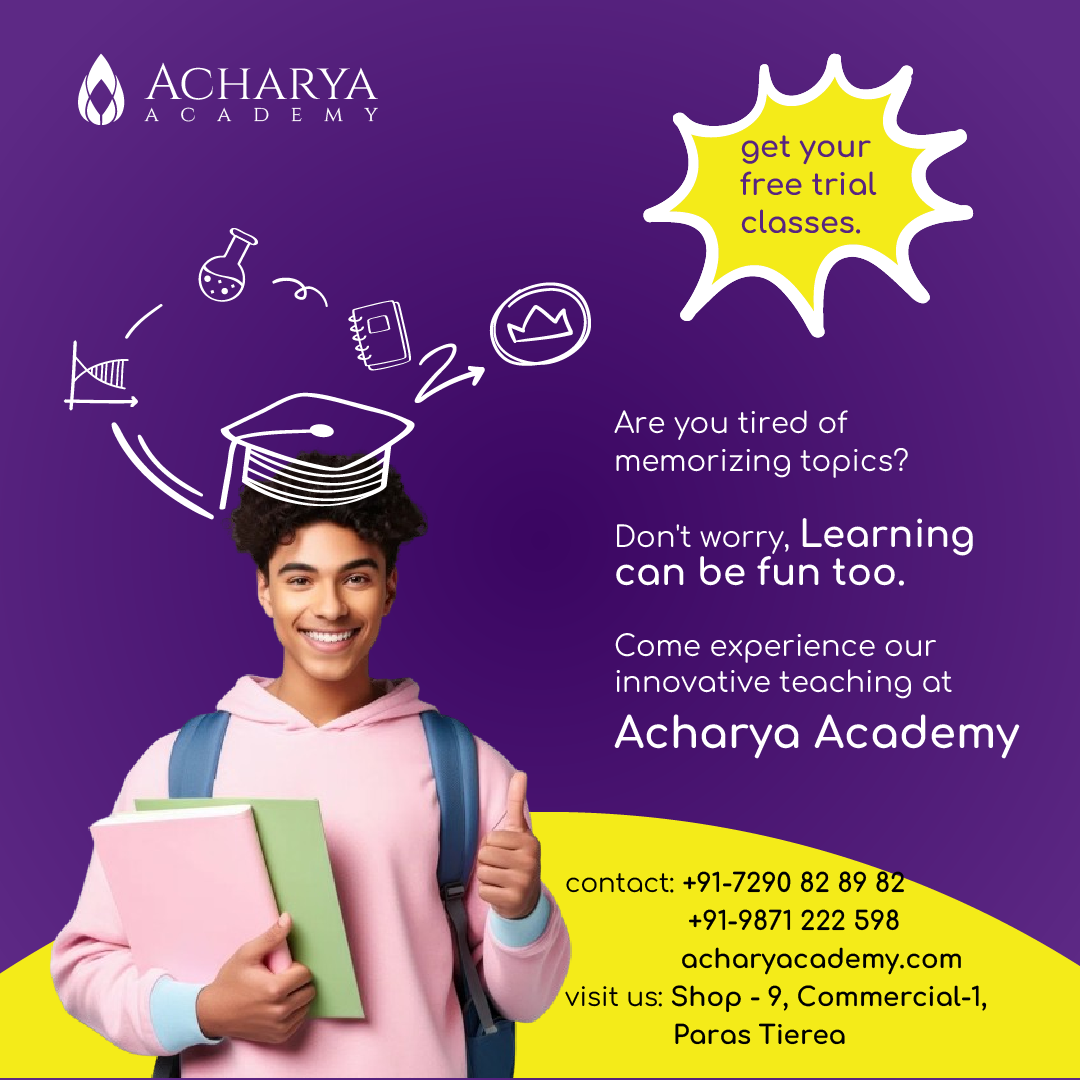 ACHARYA
ACADEMY
get your
free trial
classes.
Are you tired of
memorizing topics?
Don't worry, Learning
can be fun too.
Come experience our
innovative teaching at
Acharya Academy
contact: +91-7290 82 89 82
+91-9871 222 598
acharyacademy.com
visit us: Shop - 9, Commercial-1,
Paras Tierea